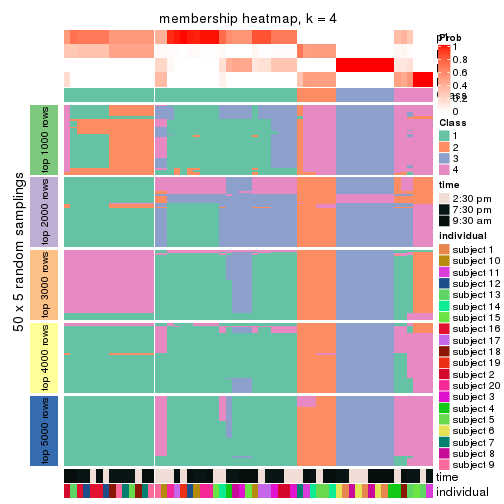 membership heatmap, k = 4
Prob
1
0.8
0.6
0.4
0.2
0
Class
1
2
3
4
time
2:30 pm
7:30 pm
9:30 am
individual
subject 1
subject 10
subject 11
subject 12
subject 13
subject 14
subject 15
subject 16
subject 17
subject 18
subject 19
subject 2
subject 20
subject 3
subject 4
subject 5
subject 6
subject 7
subject 8
subject 9
50 x 5 random samplings
top 1000 rows
top 2000 rows
top 3000 rows
top 4000 rows
top 5000 rows
time
individual